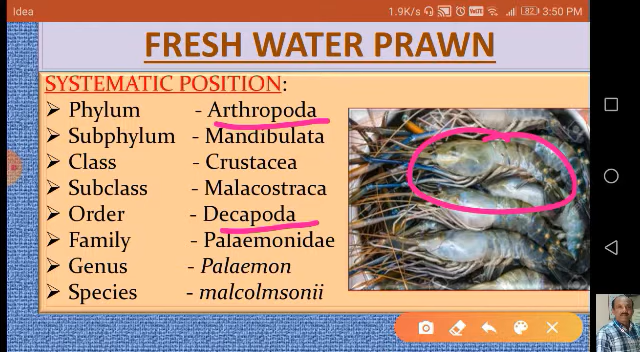 Idea 1.9K/s 82 3:50 PM
FRESH WATER PRAWN
SYSTEMATIC POSITION:
➢ Phylum - Arthropoda
➢ Subphylum - Mandibulata
➢ Class - Crustacea
➢ Subclass - Malacostraca
➢ Order - Decapoda
➢ Family - Palaemonidae
➢ Genus - Palaemon
➢ Species - malcolmsonii